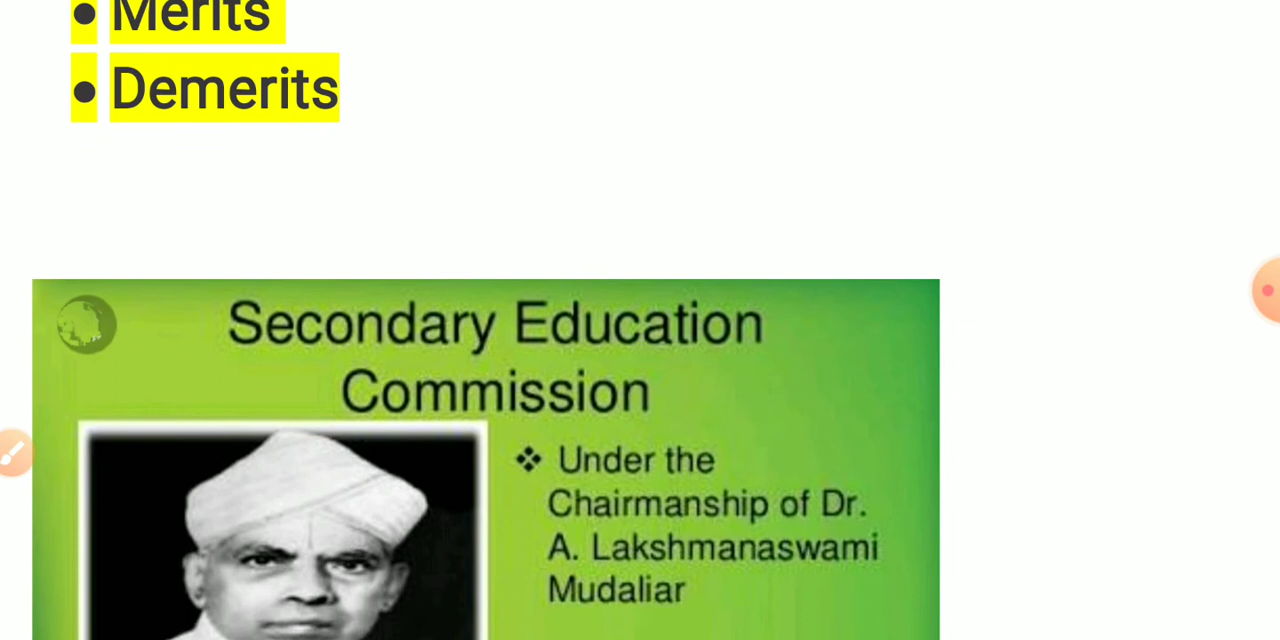 • Merits
• Demerits
Secondary Education
Commission
❖ Under the
Chairmanship of Dr.
A. Lakshmanaswami
Mudaliar